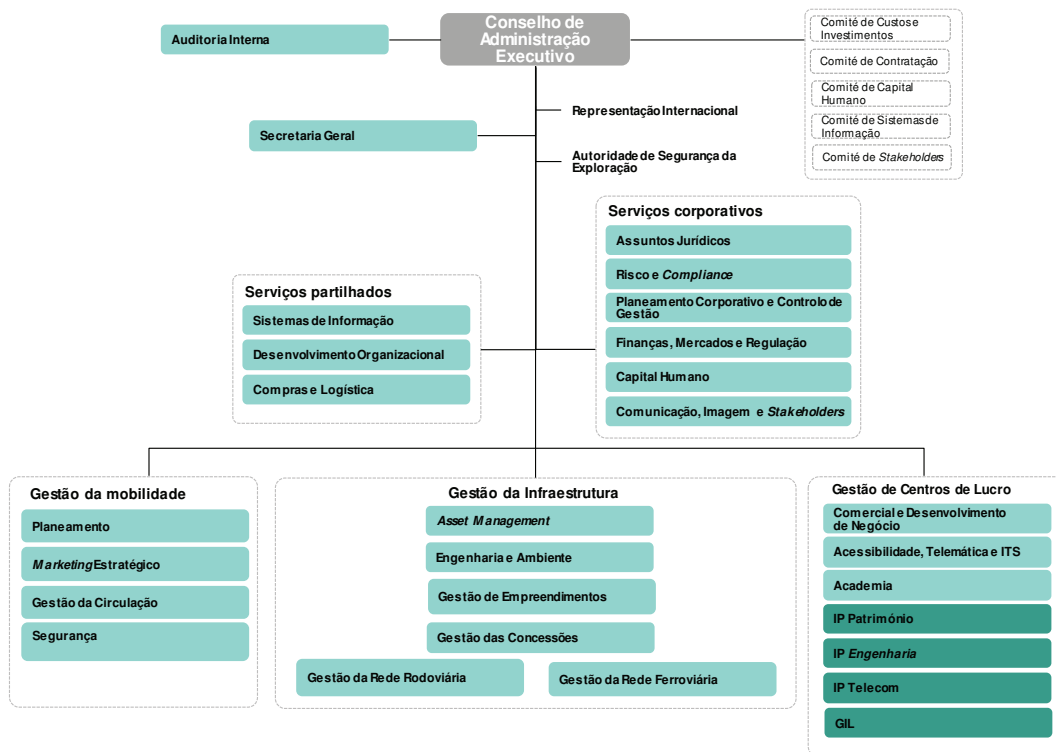 Conselho de
Administração
Executivo
Auditoria Interna
Comité de Custos e
Investimentos
Comité de Contratação
Comité de Capital
Humano
Comité de Sistemas de
Informação
Comité de Stakeholders
Representação Internacional
Secretaria Geral
Autoridade de Segurança da
Exploração
Serviços corporativos
Assuntos Jurídicos
Risco e Compliance
Planeamento Corporativo e Controlo de
Gestão
Finanças, Mercados e Regulação
Capital Humano
Comunicação, Imagem e Stakeholders
Serviços partilhados
Sistemas de Informação
Desenvolvimento Organizacional
Compras e Logística
Gestão da mobilidade
Planeamento
Marketing Estratégico
Gestão da Circulação
Segurança
Gestão da Infraestrutura
Asset Management
Engenharia e Ambiente
Gestão de Empreendimentos
Gestão das Concessões
Gestão da Rede Rodoviária
Gestão da Rede Ferroviária
Gestão de Centros de Lucro
Comercial e Desenvolvimento
de Negócio
Acessibilidade, Telemática e ITS
Academia
IP Património
IP Engenharia
IP Telecom
GIL